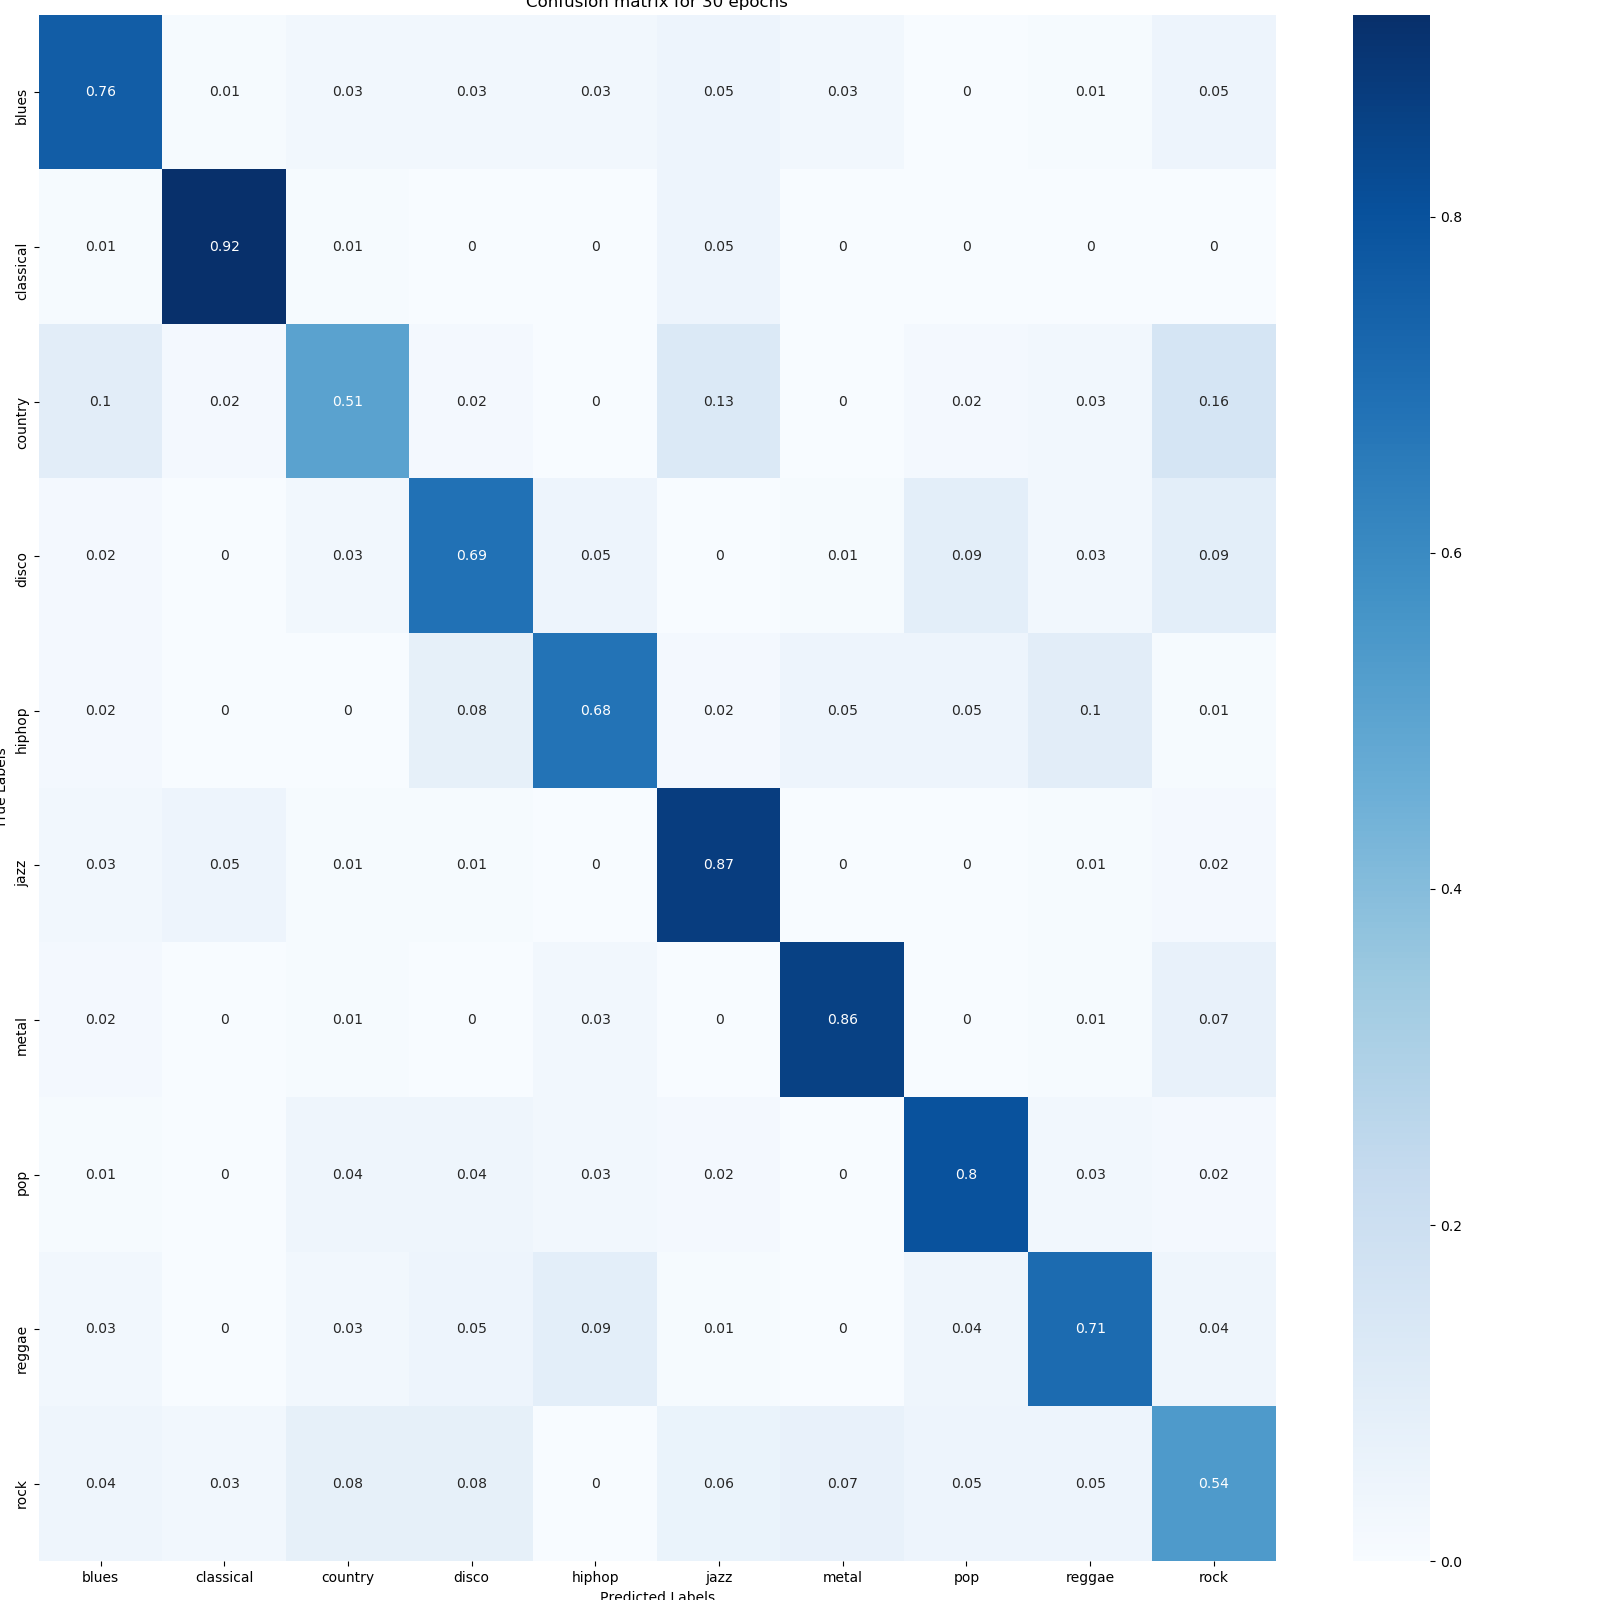 Confusion matrix for 30 epochs
blues 0.76 0.01 0.03 0.03 0.03 0.05 0.03 0 0.01 0.05
classical 0.01 0.92 0.01 0 0 0.05 0 0 0 0
country 0.1 0.02 0.51 0.02 0 0.13 0 0.02 0.03 0.16
disco 0.02 0 0.03 0.69 0.05 0 0.01 0.09 0.03 0.09
hiphop 0.02 0 0 0.08 0.68 0.02 0.05 0.05 0.1 0.01
jazz 0.03 0.05 0.01 0.01 0 0.87 0 0 0.01 0.02
metal 0.02 0 0.01 0 0.03 0 0.86 0 0.01 0.07
pop 0.01 0 0.04 0.04 0.03 0.02 0 0.8 0.03 0.02
reggae 0.03 0 0.03 0.05 0.09 0.01 0 0.04 0.71 0.04
rock 0.04 0.03 0.08 0.08 0 0.06 0.07 0.05 0.05 0.54
blues classical country disco hiphop jazz metal pop reggae rock
Predicted Labels
True Labels
0.8
0.6
0.4
0.2
0.0